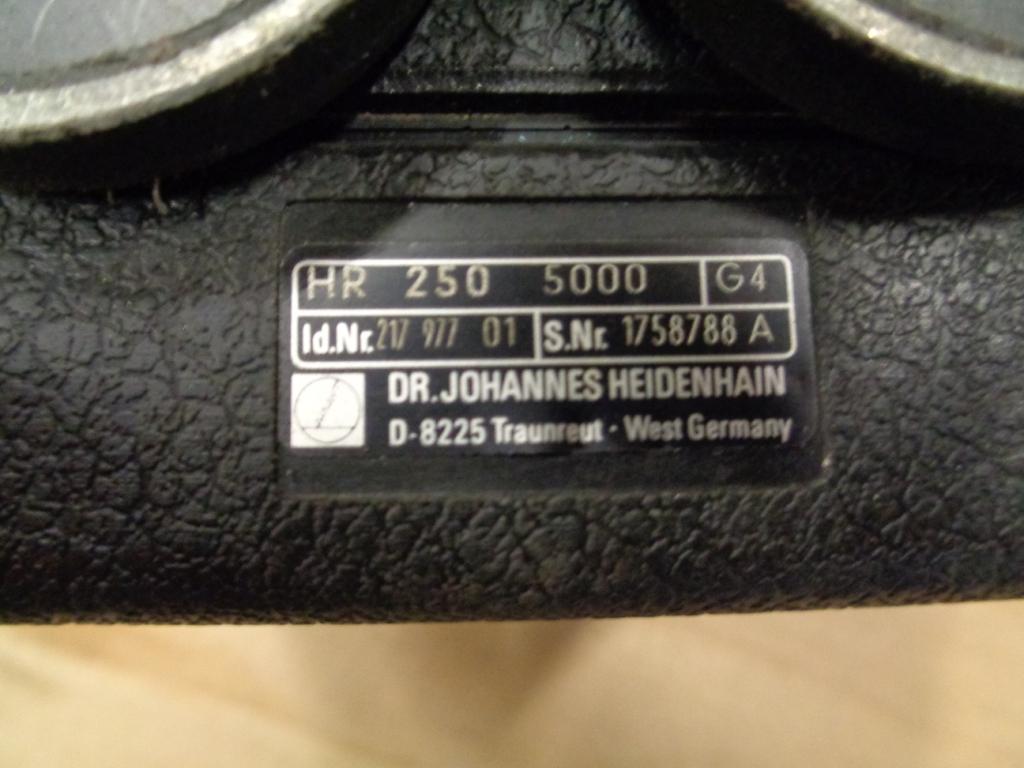 HR 250 5000 G4
Id.Nr. 217 977 01 S.Nr. 1758788 A
DR. JOHANNES HEIDENHAIN
D-8225 Traunreut · West Germany